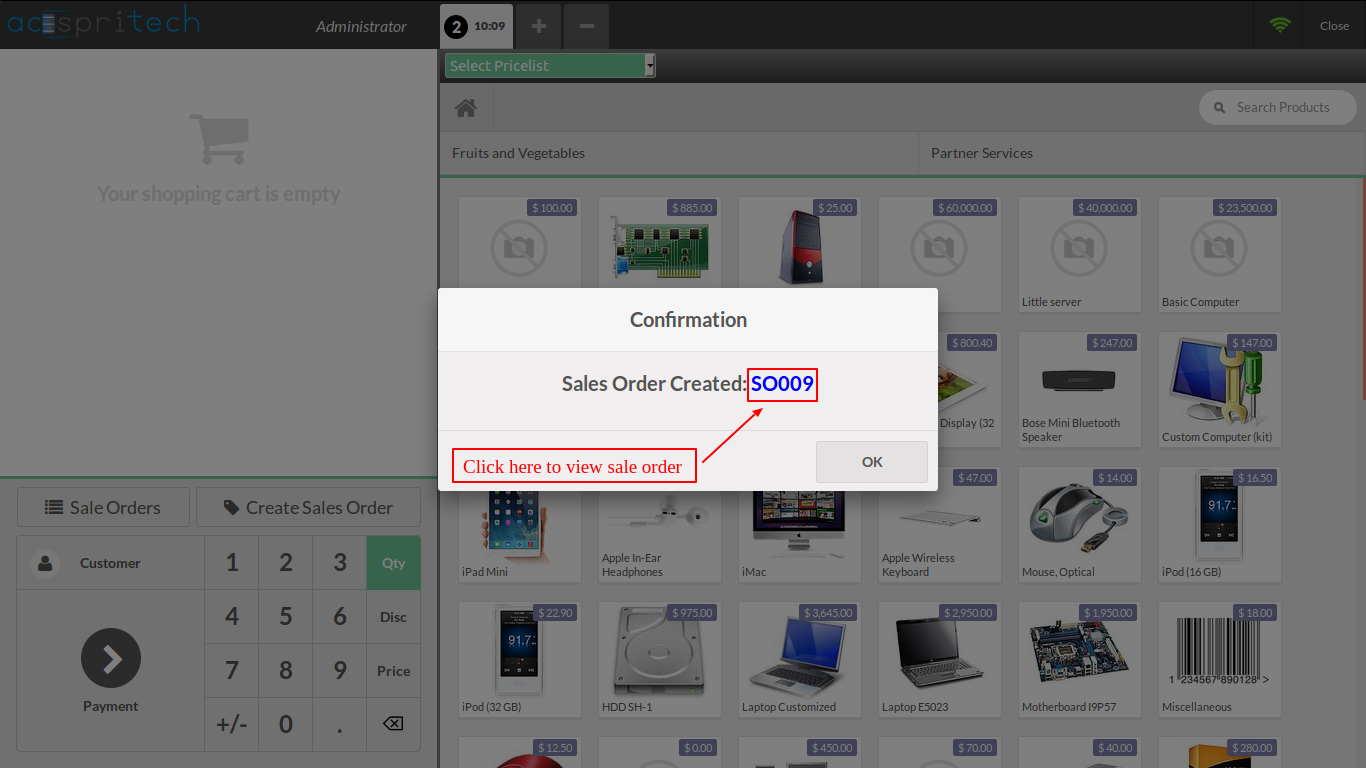 acespritech
Administrator
2 10:09
Close
Select Pricelist
Search Products
Your shopping cart is empty
Fruits and Vegetables
Partner Services
$ 100.00
$ 885.00
$ 25.00
$ 60,000.00
$ 40,000.00
$ 23,500.00
Little server
Basic Computer
Confirmation
Sales Order Created:SO009
Click here to view sale order
OK
$ 800.40
$ 247.00
$ 147.00
Display (32
Bose Mini Bluetooth
Speaker
Custom Computer (kit)
$ 47.00
$ 14.00
$ 16.50
iPad Mini
Apple In-Ear
Headphones
iMac
Apple Wireless
Keyboard
Mouse, Optical
91.7
iPod (16 GB)
$ 22.90
$ 975.00
$ 3,645.00
$ 2,950.00
$ 1,950.00
$ 18.00
91.7
1 234567 890128 >
iPod (32 GB)
HDD SH-1
Laptop Customized
Laptop E5023
Motherboard I9P57
Miscellaneous
$ 12.50
$ 0.00
$ 450.00
$ 70.00
$ 40.00
$ 280.00
Sale Orders
Create Sales Order
Customer
1 2 3 Qty
4 5 6 Disc
7 8 9 Price
Payment
+/- 0 .